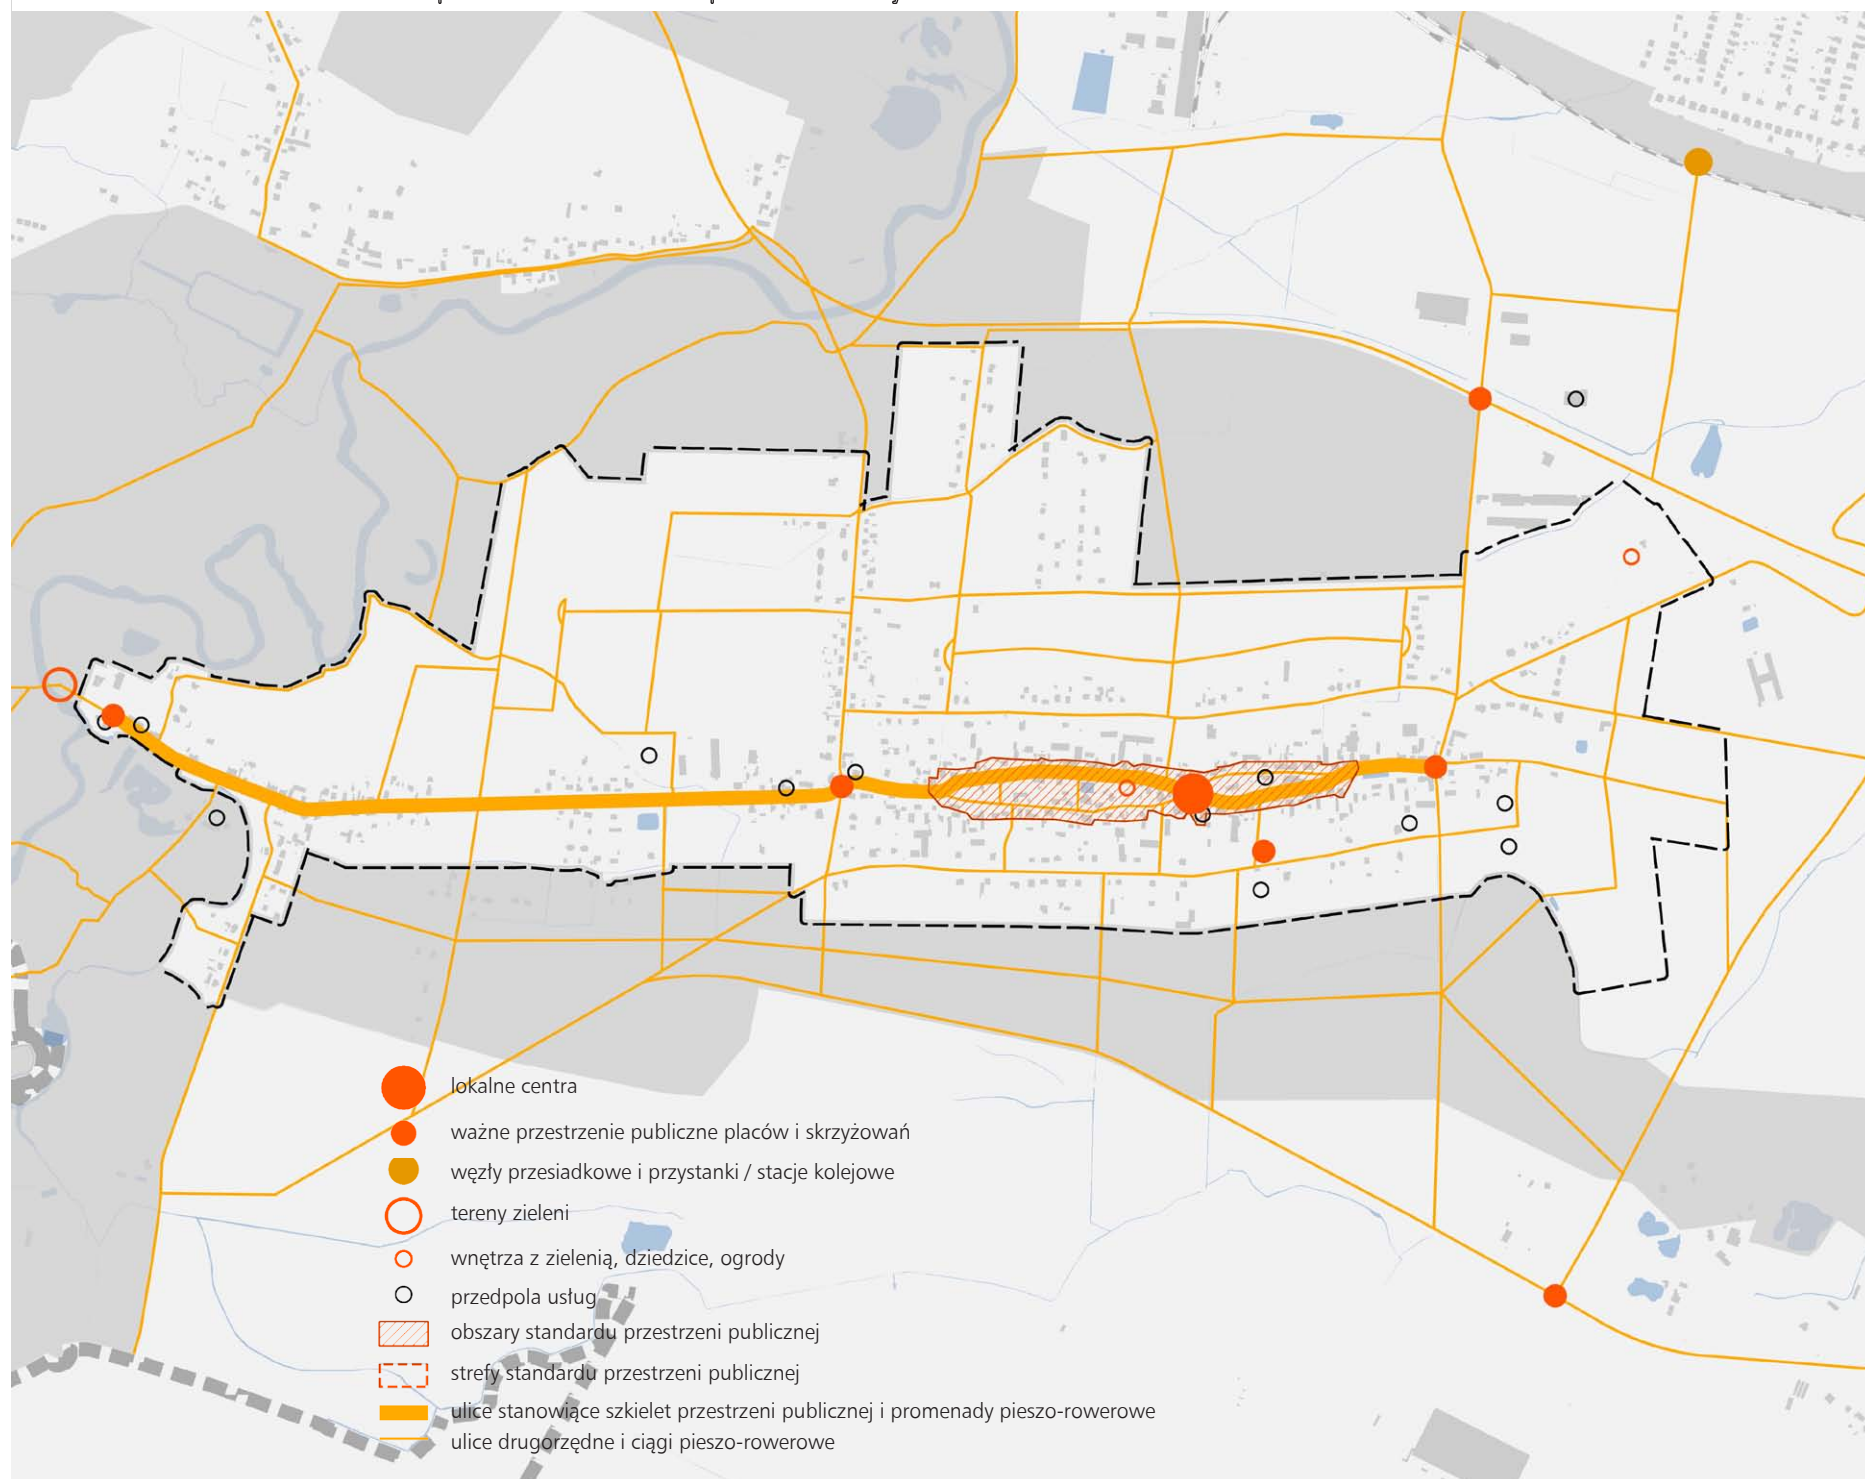 lokalne centra
ważne przestrzenie publiczne placów i skrzyżowań
węzły przesiadkowe i przystanki / stacje kolejowe
tereny zieleni
wnętrza z zielenią, dziedzice, ogrody
przedpola usług
obszary standardu przestrzeni publicznej
strefy standardu przestrzeni publicznej
ulice stanowiące szkielet przestrzeni publicznej i promenady pieszo-rowerowe
ulice drugorzędne i ciągi pieszo-rowerowe